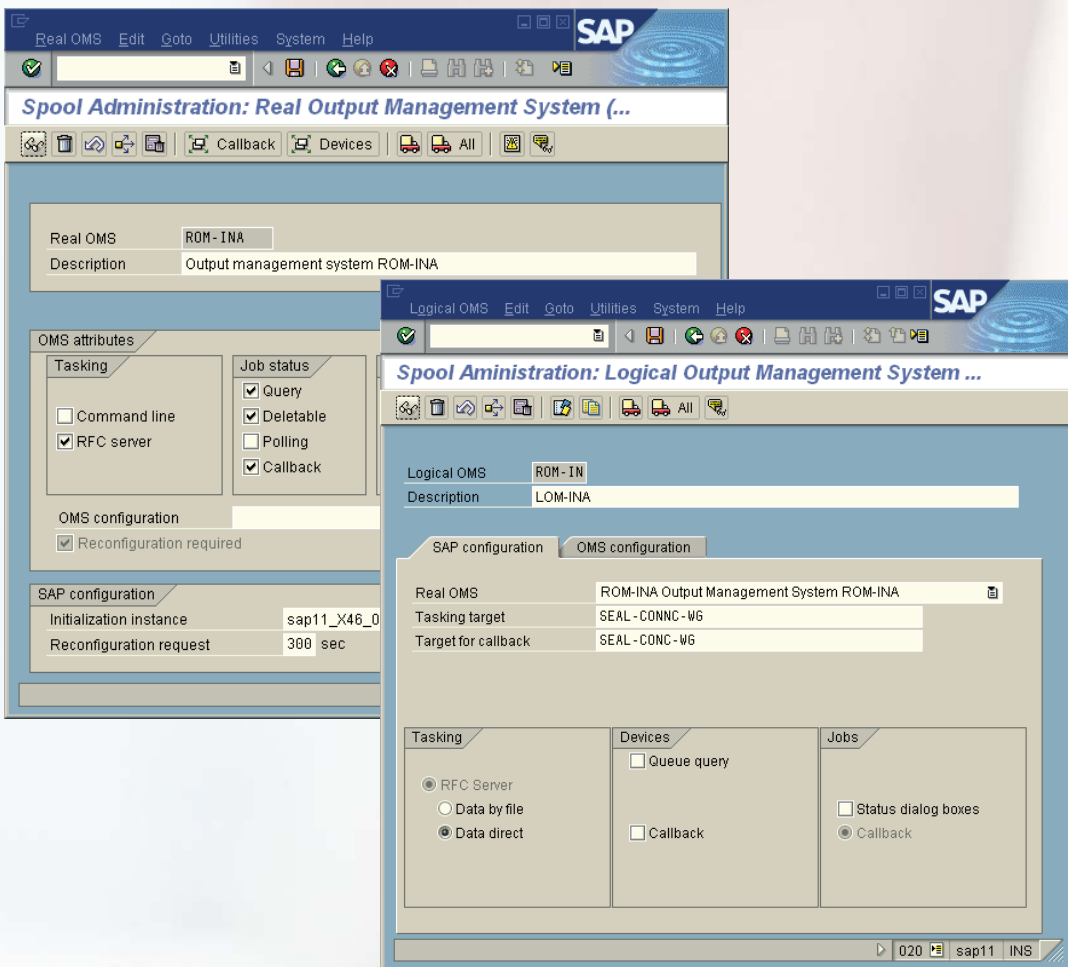 SAP
Real OMS Edit Goto Utilities System Help
Spool Administration: Real Output Management System (...
Callback Devices All
Real OMS ROM-INA
Description Output management system ROM-INA
OMS attributes
Tasking
Command line
RFC server
Job status
Query
Deletable
Polling
Callback
OMS configuration
Reconfiguration required
SAP configuration
Initialization instance sap11_X46_0
Reconfiguration request 300 sec
SAP
Logical OMS Edit Goto Utilities System Help
Spool Aministration: Logical Output Management System ...
All
Logical OMS ROM-IN
Description LOM-INA
SAP configuration OMS configuration
Real OMS ROM-INA Output Management System ROM-INA
Tasking target SEAL-CONNC-WG
Target for callback SEAL-CONC-WG
Tasking
RFC Server
Data by file
Data direct
Devices
Queue query
Callback
Jobs
Status dialog boxes
Callback
020 sap11 INS